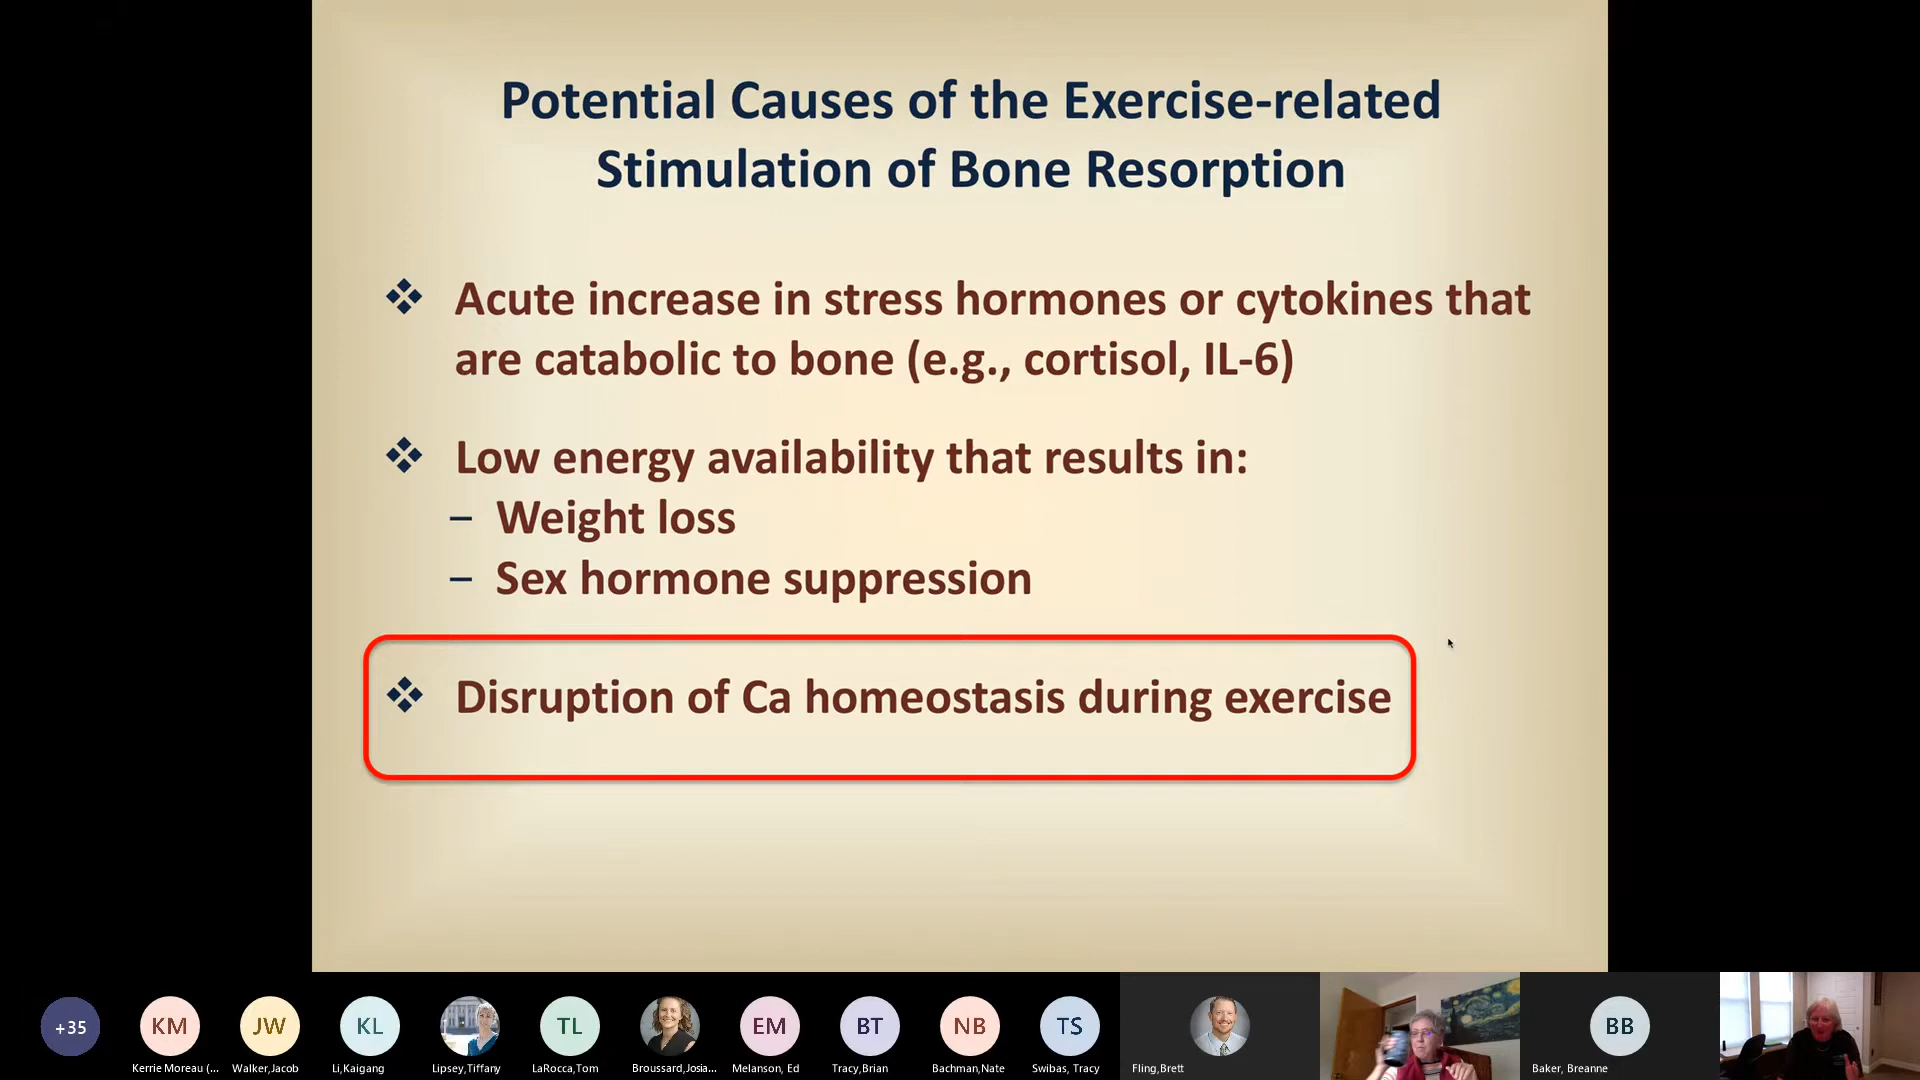 Potential Causes of the Exercise-related
Stimulation of Bone Resorption
❖ Acute increase in stress hormones or cytokines that
are catabolic to bone (e.g., cortisol, IL-6)
❖ Low energy availability that results in:
– Weight loss
– Sex hormone suppression
❖ Disruption of Ca homeostasis during exercise
+35
KM
JW
KL
TL
EM
BT
NB
TS
BB
Kerrie Moreau (...
Walker,Jacob
Li,Kaigang
Lipsey,Tiffany
LaRocca,Tom
Broussard,Josia...
Melanson, Ed
Tracy,Brian
Bachman,Nate
Swibas, Tracy
Fling,Brett
Baker, Breanne